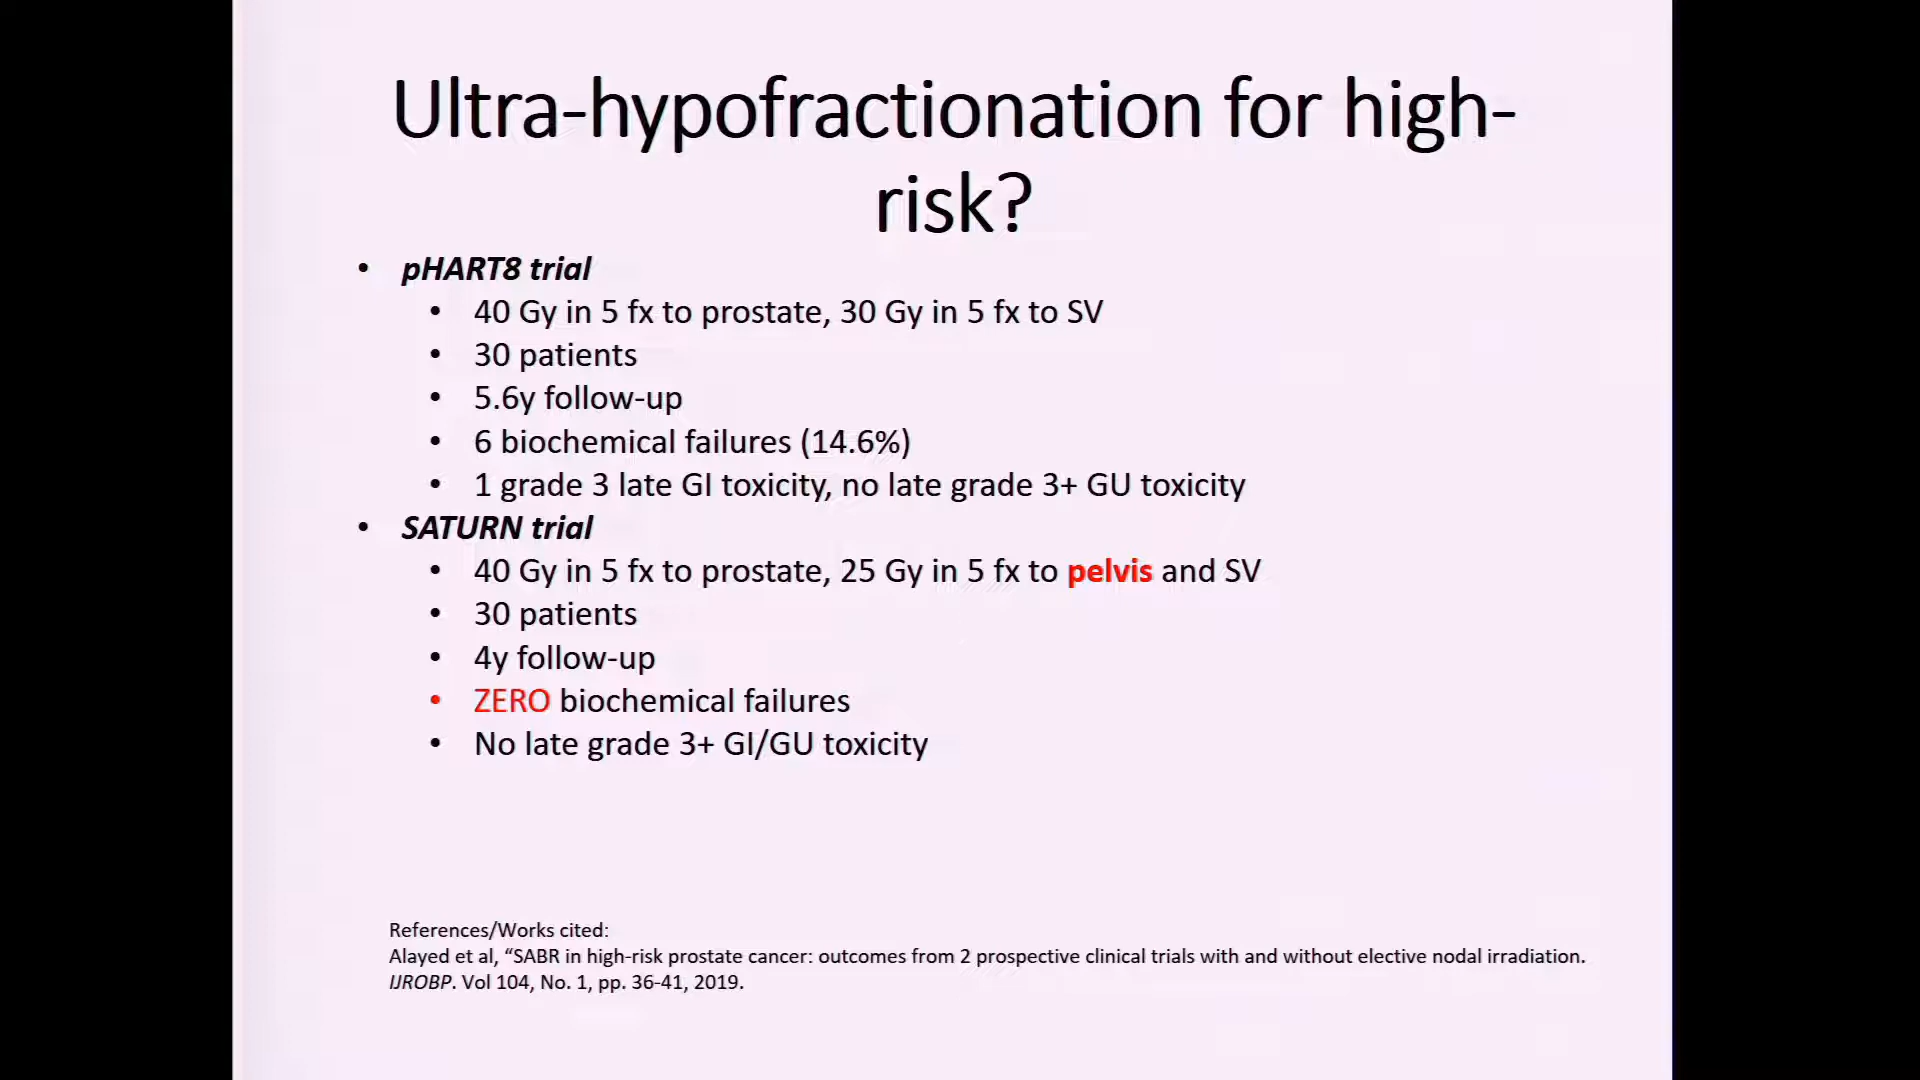 Ultra-hypofractionation for high-
risk?
• pHART8 trial
• 40 Gy in 5 fx to prostate, 30 Gy in 5 fx to SV
• 30 patients
• 5.6y follow-up
• 6 biochemical failures (14.6%)
• 1 grade 3 late GI toxicity, no late grade 3+ GU toxicity
• SATURN trial
• 40 Gy in 5 fx to prostate, 25 Gy in 5 fx to pelvis and SV
• 30 patients
• 4y follow-up
• ZERO biochemical failures
• No late grade 3+ GI/GU toxicity
References/Works cited:
Alayed et al, “SABR in high-risk prostate cancer: outcomes from 2 prospective clinical trials with and without elective nodal irradiation.
IJROBP. Vol 104, No. 1, pp. 36-41, 2019.